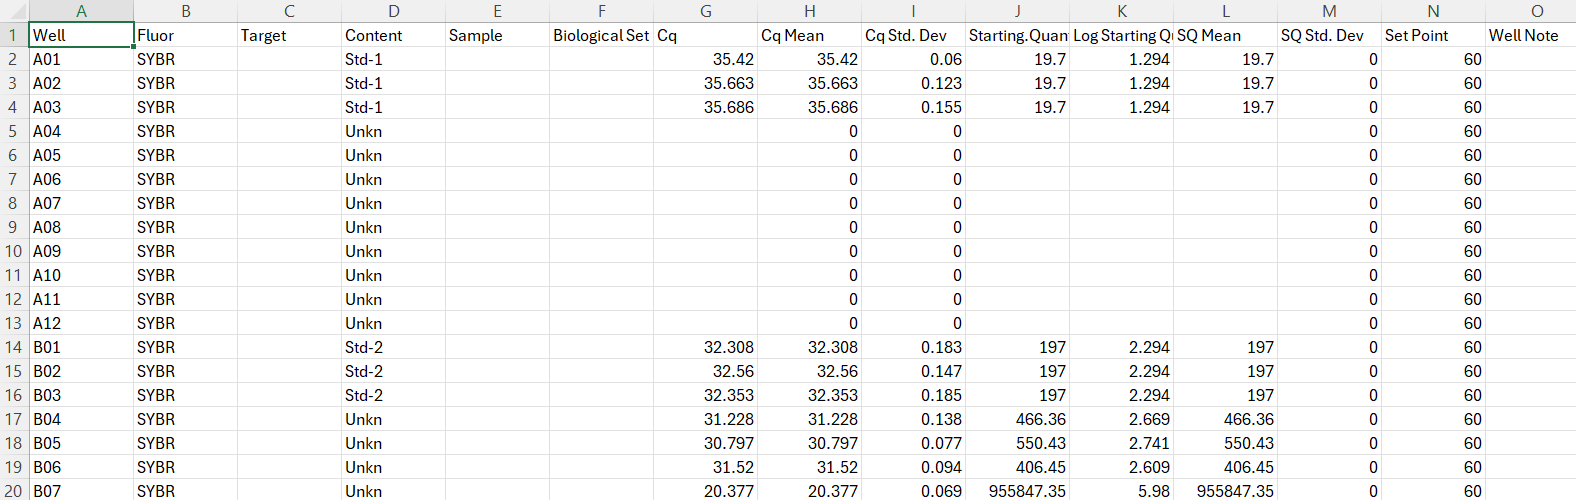 A B C D E F G H I J K L M N O
1 Well Fluor Target Content Sample Biological Set Cq Cq Mean Cq Std. Dev Starting.Quan Log Starting Q SQ Mean SQ Std. Dev Set Point Well Note
2 A01 SYBR Std-1 35.42 35.42 0.06 19.7 1.294 19.7 0 60
3 A02 SYBR Std-1 35.663 35.663 0.123 19.7 1.294 19.7 0 60
4 A03 SYBR Std-1 35.686 35.686 0.155 19.7 1.294 19.7 0 60
5 A04 SYBR Unkn 0 0 0 60
6 A05 SYBR Unkn 0 0 0 60
7 A06 SYBR Unkn 0 0 0 60
8 A07 SYBR Unkn 0 0 0 60
9 A08 SYBR Unkn 0 0 0 60
10 A09 SYBR Unkn 0 0 0 60
11 A10 SYBR Unkn 0 0 0 60
12 A11 SYBR Unkn 0 0 0 60
13 A12 SYBR Unkn 0 0 0 60
14 B01 SYBR Std-2 32.308 32.308 0.183 197 2.294 197 0 60
15 B02 SYBR Std-2 32.56 32.56 0.147 197 2.294 197 0 60
16 B03 SYBR Std-2 32.353 32.353 0.185 197 2.294 197 0 60
17 B04 SYBR Unkn 31.228 31.228 0.138 466.36 2.669 466.36 0 60
18 B05 SYBR Unkn 30.797 30.797 0.077 550.43 2.741 550.43 0 60
19 B06 SYBR Unkn 31.52 31.52 0.094 406.45 2.609 406.45 0 60
20 B07 SYBR Unkn 20.377 20.377 0.069 955847.35 5.98 955847.35 0 60